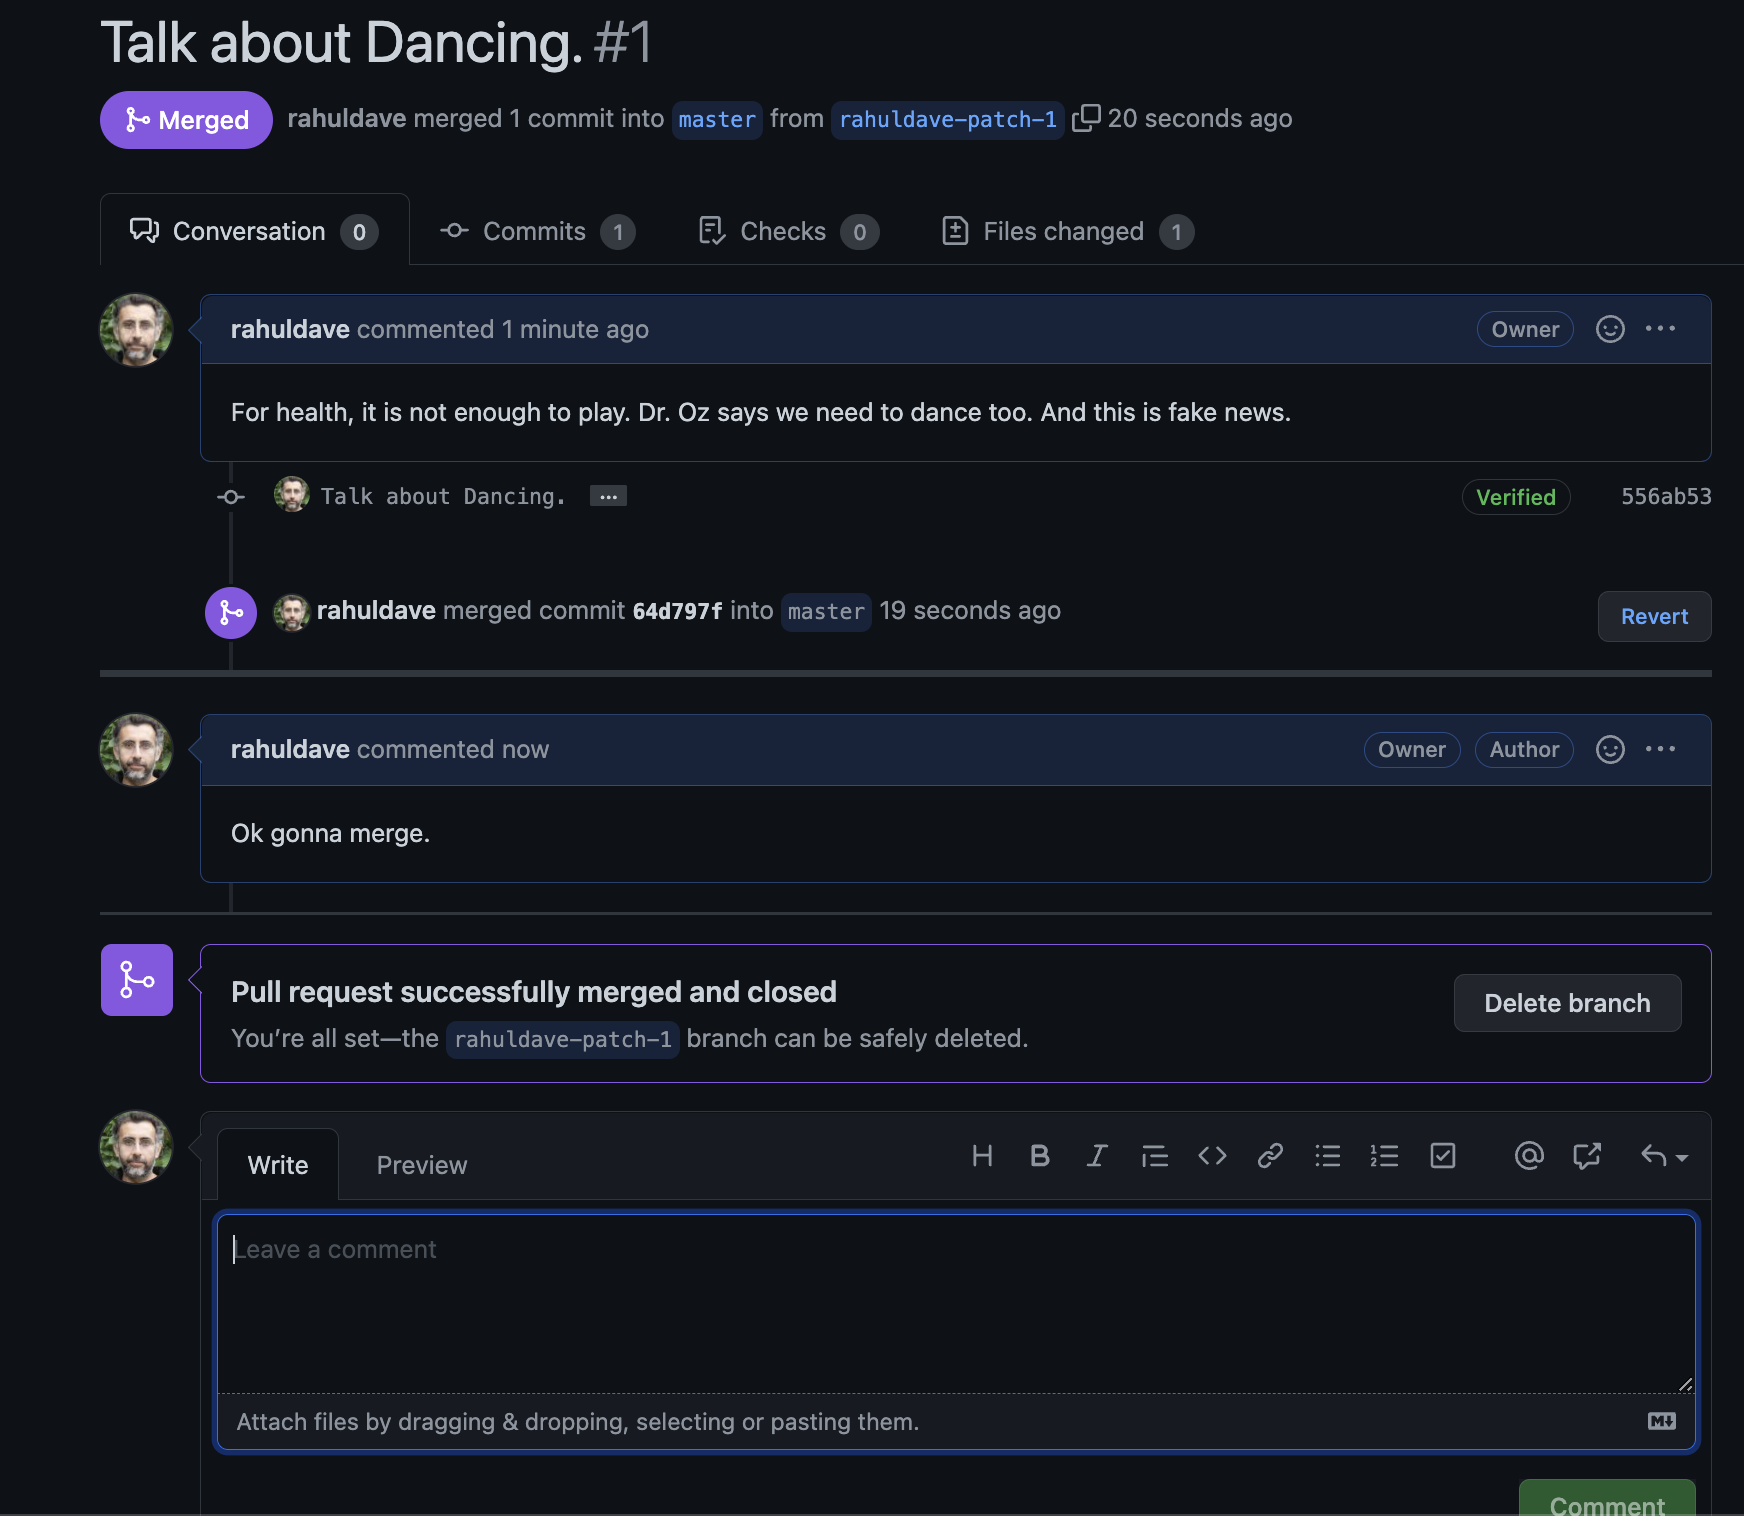 Talk about Dancing. #1
Merged rahuldave merged 1 commit into master from rahuldave-patch-1 20 seconds ago
Conversation 0 Commits 1 Checks 0 Files changed 1
rahuldave commented 1 minute ago Owner
For health, it is not enough to play. Dr. Oz says we need to dance too. And this is fake news.
Talk about Dancing. ... Verified 556ab53
rahuldave merged commit 64d797f into master 19 seconds ago Revert
rahuldave commented now Owner Author
Ok gonna merge.
Pull request successfully merged and closed
You’re all set—the rahuldave-patch-1 branch can be safely deleted.
Delete branch
Write Preview
Leave a comment
Attach files by dragging & dropping, selecting or pasting them.
Comment